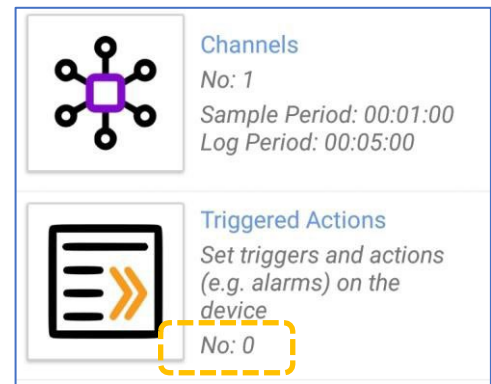 Channels
No: 1
Sample Period: 00:01:00
Log Period: 00:05:00
Triggered Actions
Set triggers and actions
(e.g. alarms) on the
device
No: 0